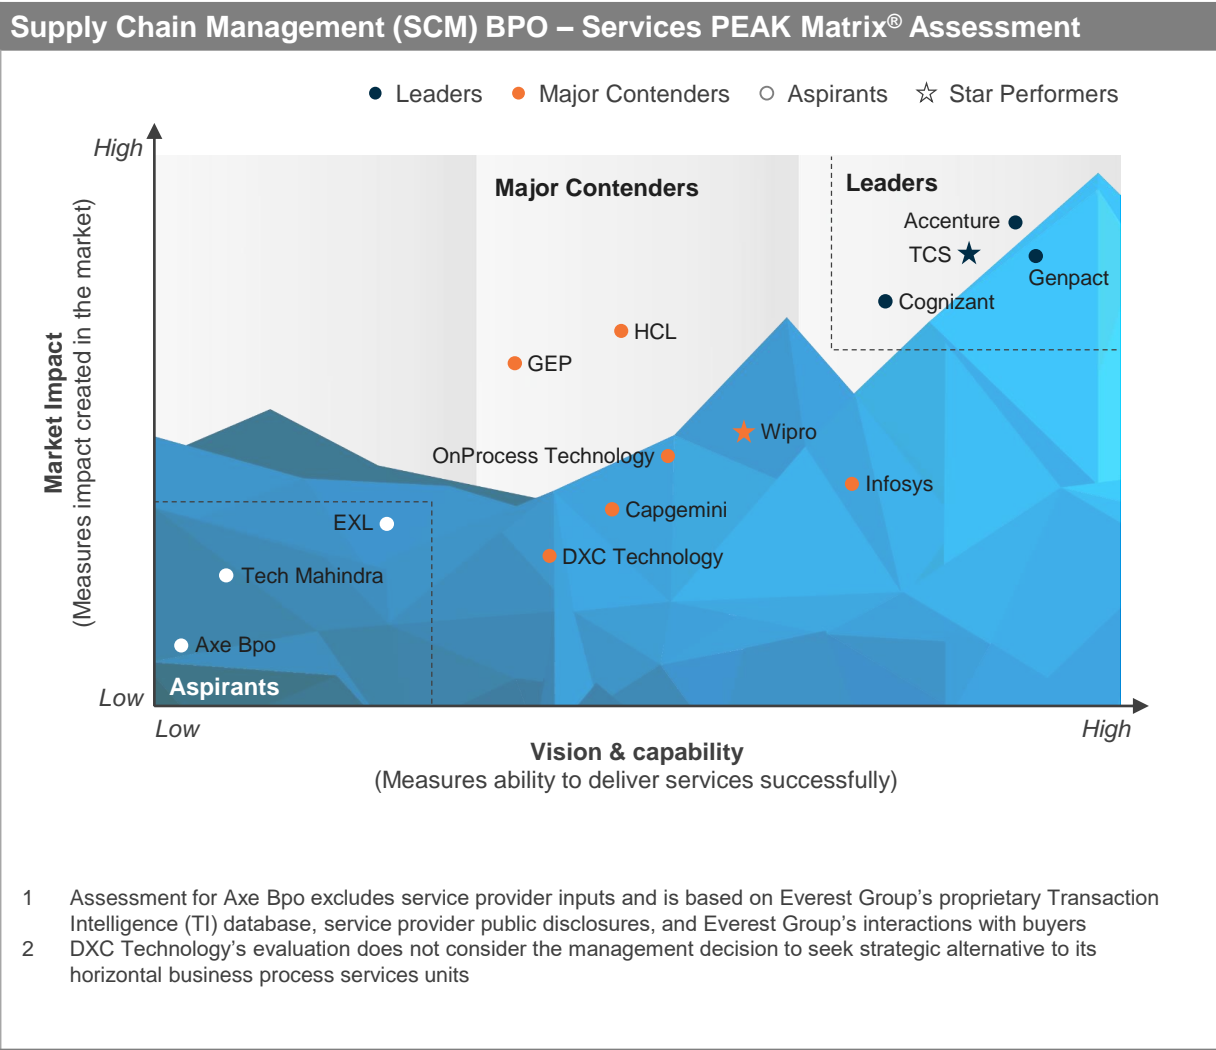 Supply Chain Management (SCM) BPO – Services PEAK Matrix® Assessment
Leaders
Major Contenders
Aspirants
Star Performers
High
Major Contenders
Leaders
Accenture
TCS
Genpact
Cognizant
HCL
GEP
Wipro
OnProcess Technology
Infosys
Capgemini
EXL
DXC Technology
Tech Mahindra
Axe Bpo
Aspirants
Market Impact
(Measures impact created in the market)
Low
Low
High
Vision & capability
(Measures ability to deliver services successfully)
1 Assessment for Axe Bpo excludes service provider inputs and is based on Everest Group’s proprietary Transaction
Intelligence (TI) database, service provider public disclosures, and Everest Group’s interactions with buyers
2 DXC Technology’s evaluation does not consider the management decision to seek strategic alternative to its
horizontal business process services units